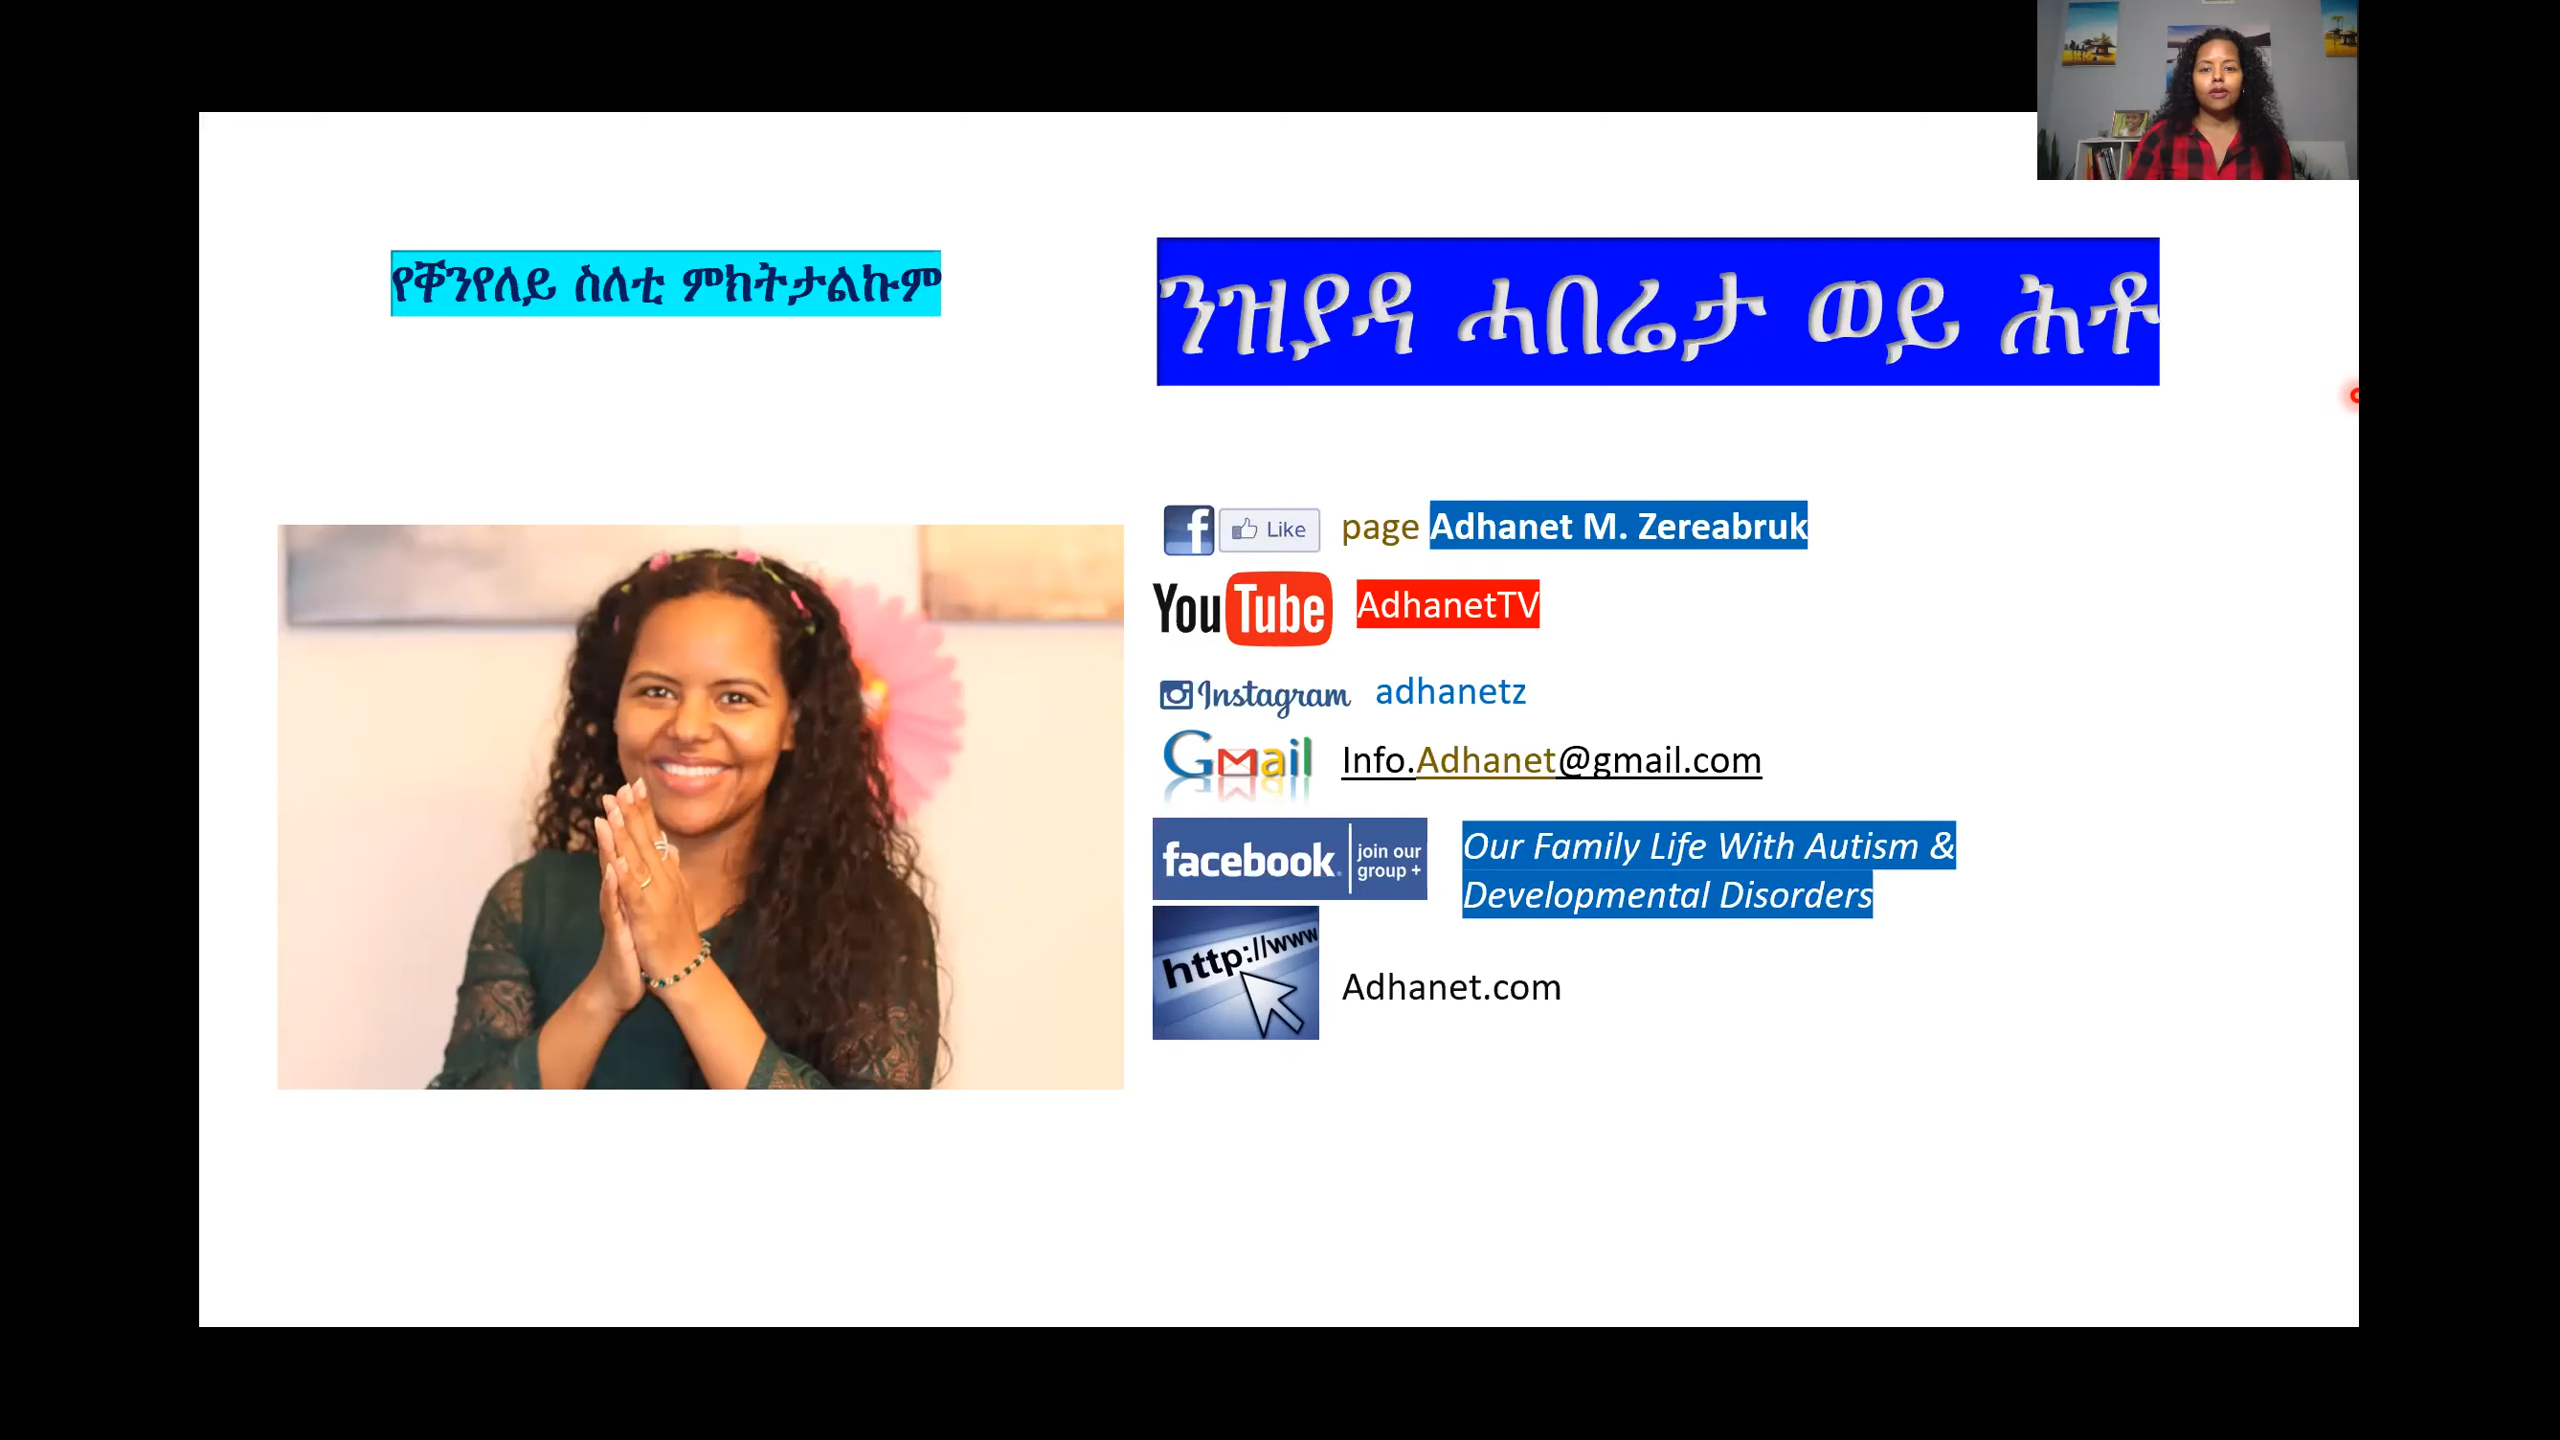 የቐንየለይ ስለቲ ምክትታልኩም
ንዝያዳ ሓበሬታ ወይ ሕቶ
f Like page Adhanet M. Zereabruk
YouTube AdhanetTV
Instagram adhanetz
Gmail Info.Adhanet@gmail.com
facebook join our group + Our Family Life With Autism &
Developmental Disorders
http://www
Adhanet.com